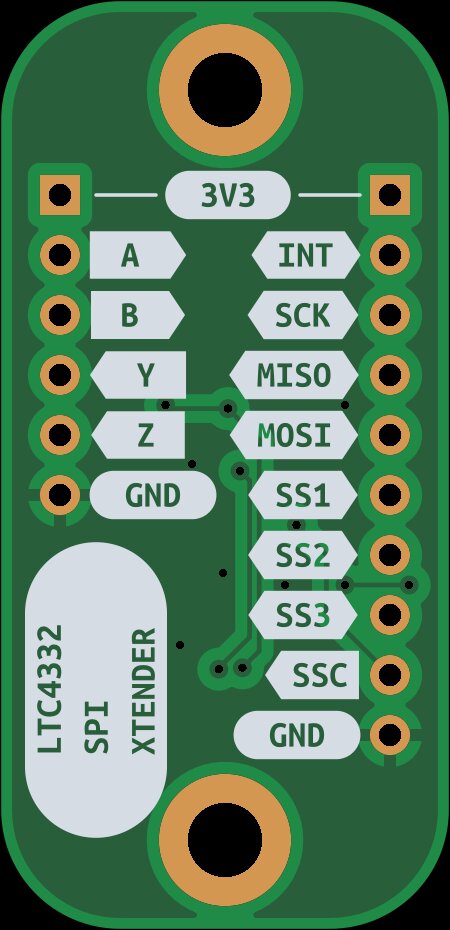 3V3
A
INT
B
SCK
Y
MISO
Z
MOSI
GND
SS1
SS2
SS3
SSC
GND
LTC4332
SPI
XTENDER